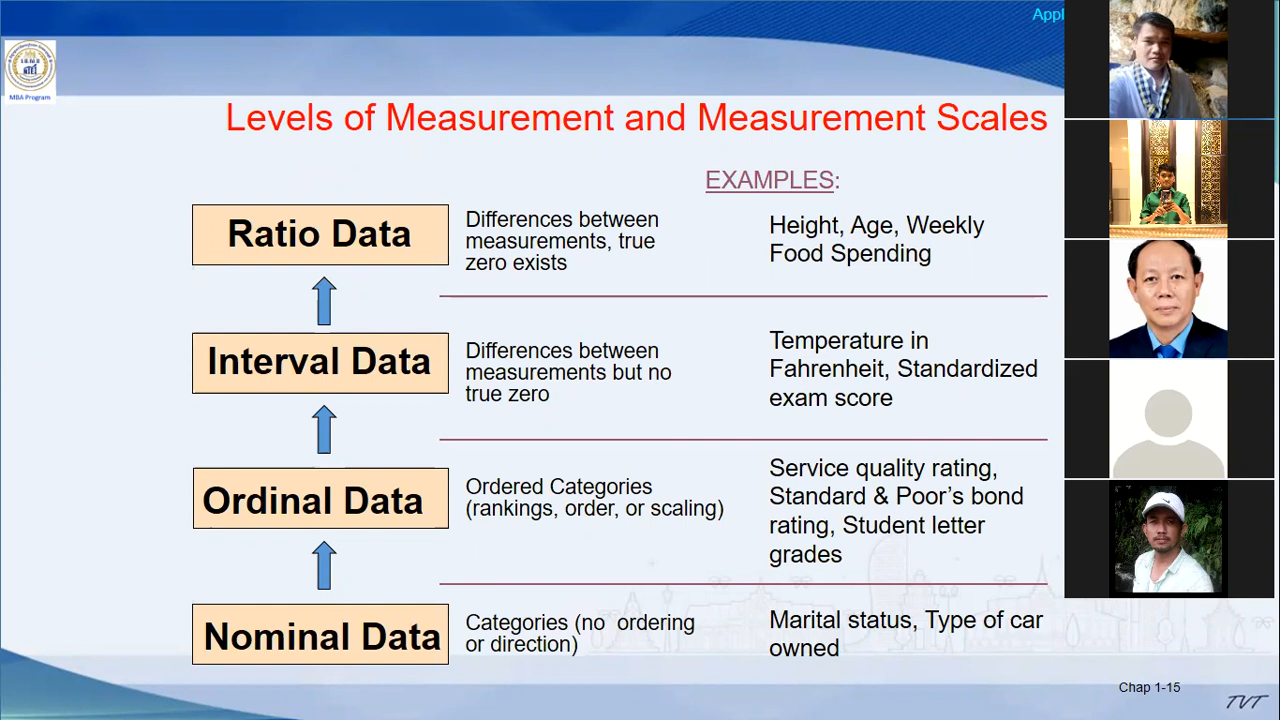 Appl
MBA Program
Levels of Measurement and Measurement Scales
EXAMPLES:
Ratio Data
Differences between
measurements, true
zero exists
Height, Age, Weekly
Food Spending
Interval Data
Differences between
measurements but no
true zero
Temperature in
Fahrenheit, Standardized
exam score
Ordinal Data
Ordered Categories
(rankings, order, or scaling)
Service quality rating,
Standard & Poor’s bond
rating, Student letter
grades
Nominal Data
Categories (no ordering
or direction)
Marital status, Type of car
owned
Chap 1-15
TVT